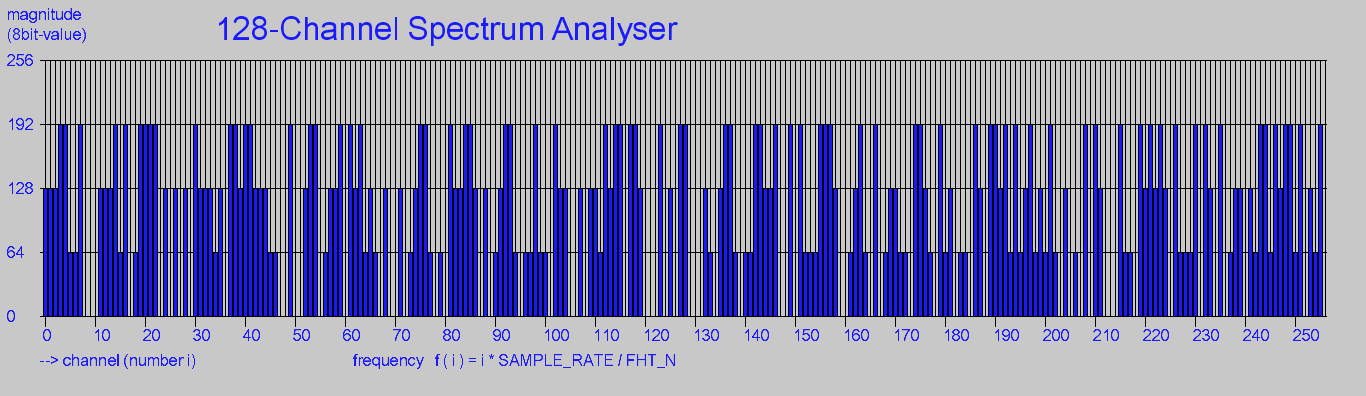 magnitude
(8bit-value)
128-Channel Spectrum Analyser
256
192
128
64
0
0 10 20 30 40 50 60 70 80 90 100 110 120 130 140 150 160 170 180 190 200 210 220 230 240 250
--> channel (number i)
frequency f ( i ) = i * SAMPLE_RATE / FHT_N